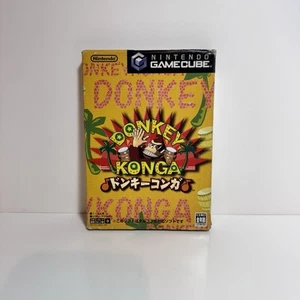 Nintendo
NINTENDO
GAMECUBE
DONKEY
DONKEY
DONKEY
KONGA
ドンキーコンガ
KONGA